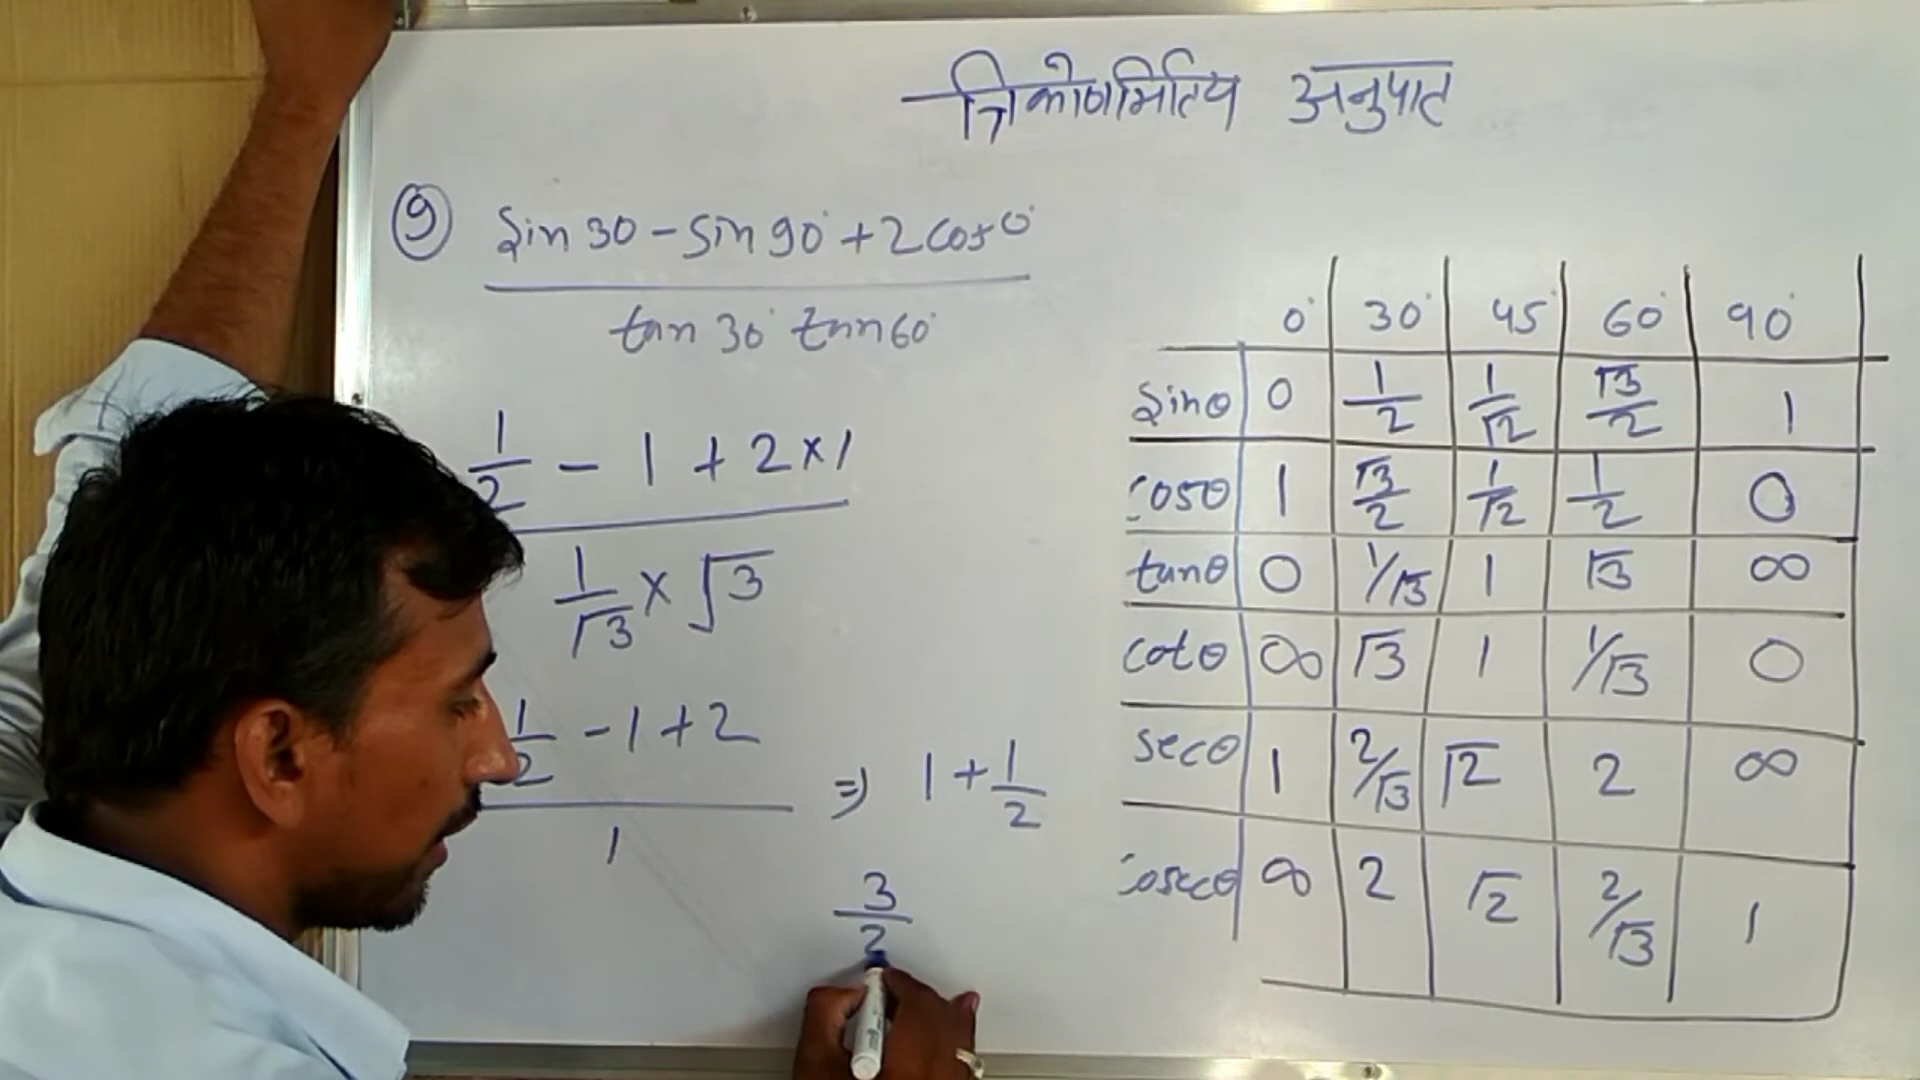 त्रिकोणमितिय अनुपात
9 sin 30 - sin 90° + 2 cos 0°
tan 30° tan 60°
1/2 - 1 + 2 × 1
1/√3 × √3
1/2 - 1 + 2
1
⇒ 1 + 1/2
3/2
0° 30° 45° 60° 90°
sinθ 0 1/2 1/√2 √3/2 1
cosθ 1 √3/2 1/√2 1/2 0
tanθ 0 1/√3 1 √3 ∞
cotθ ∞ √3 1 1/√3 0
secθ 1 2/√3 √2 2 ∞
cosecθ ∞ 2 √2 2/√3 1